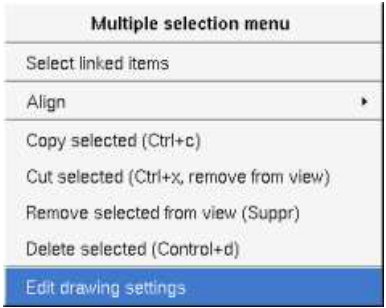 Multiple selection menu
Select linked items
Align
Copy selected (Ctrl+c)
Cut selected (Ctrl+x, remove from view)
Remove selected from view (Suppr)
Delete selected (Control+d)
Edit drawing settings